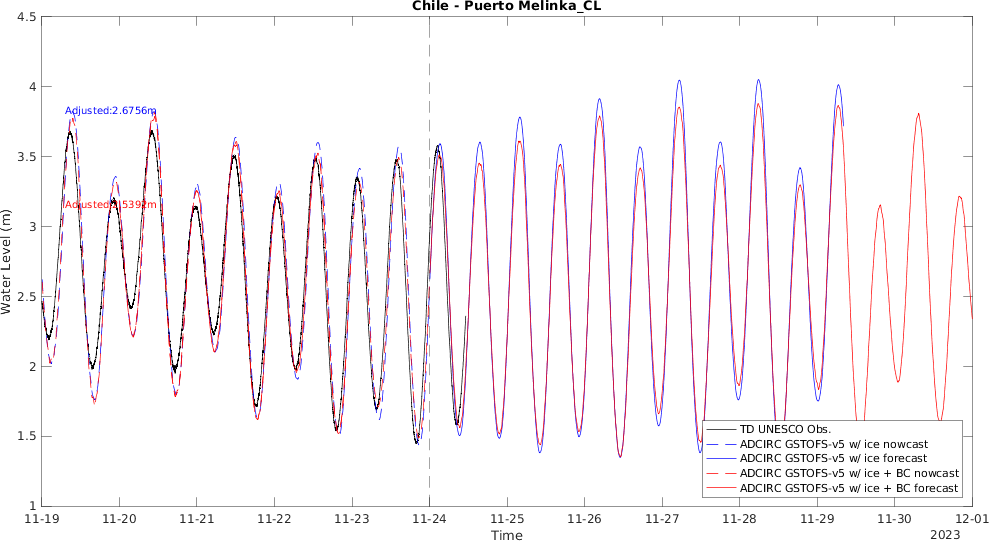 Chile - Puerto Melinka_CL
Water Level (m)
4.5
4
3.5
3
2.5
2
1.5
1
Adjusted:2.6756m
TD UNESCO Obs.
ADCIRC GSTOFS-v5 w/ ice nowcast
ADCIRC GSTOFS-v5 w/ ice forecast
ADCIRC GSTOFS-v5 w/ ice + BC nowcast
ADCIRC GSTOFS-v5 w/ ice + BC forecast
11-19 11-20 11-21 11-22 11-23 11-24 11-25 11-26 11-27 11-28 11-29 11-30 12-01
Time
2023